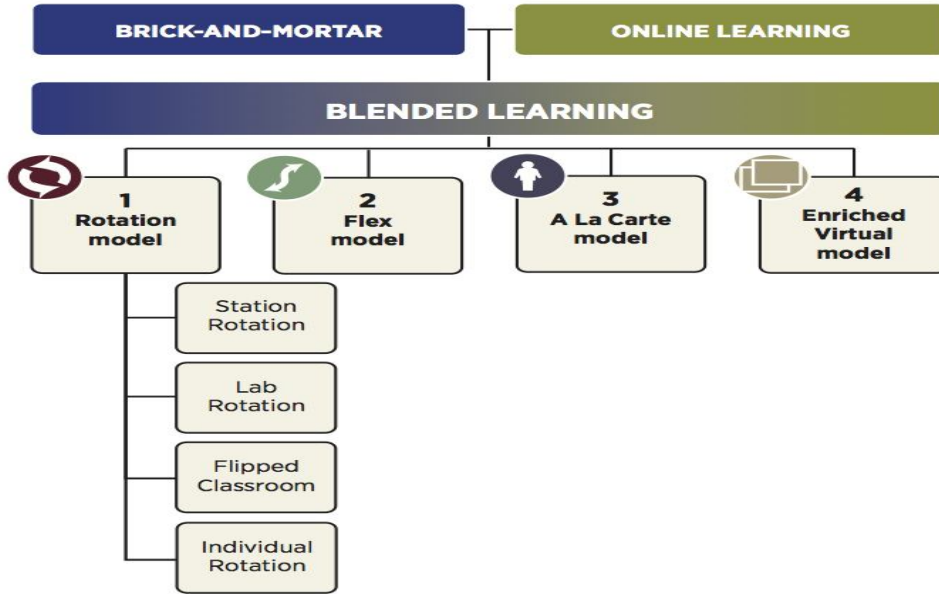 BRICK-AND-MORTAR
ONLINE LEARNING
BLENDED LEARNING
1
Rotation
model
2
Flex
model
3
A La Carte
model
4
Enriched
Virtual
model
Station
Rotation
Lab
Rotation
Flipped
Classroom
Individual
Rotation